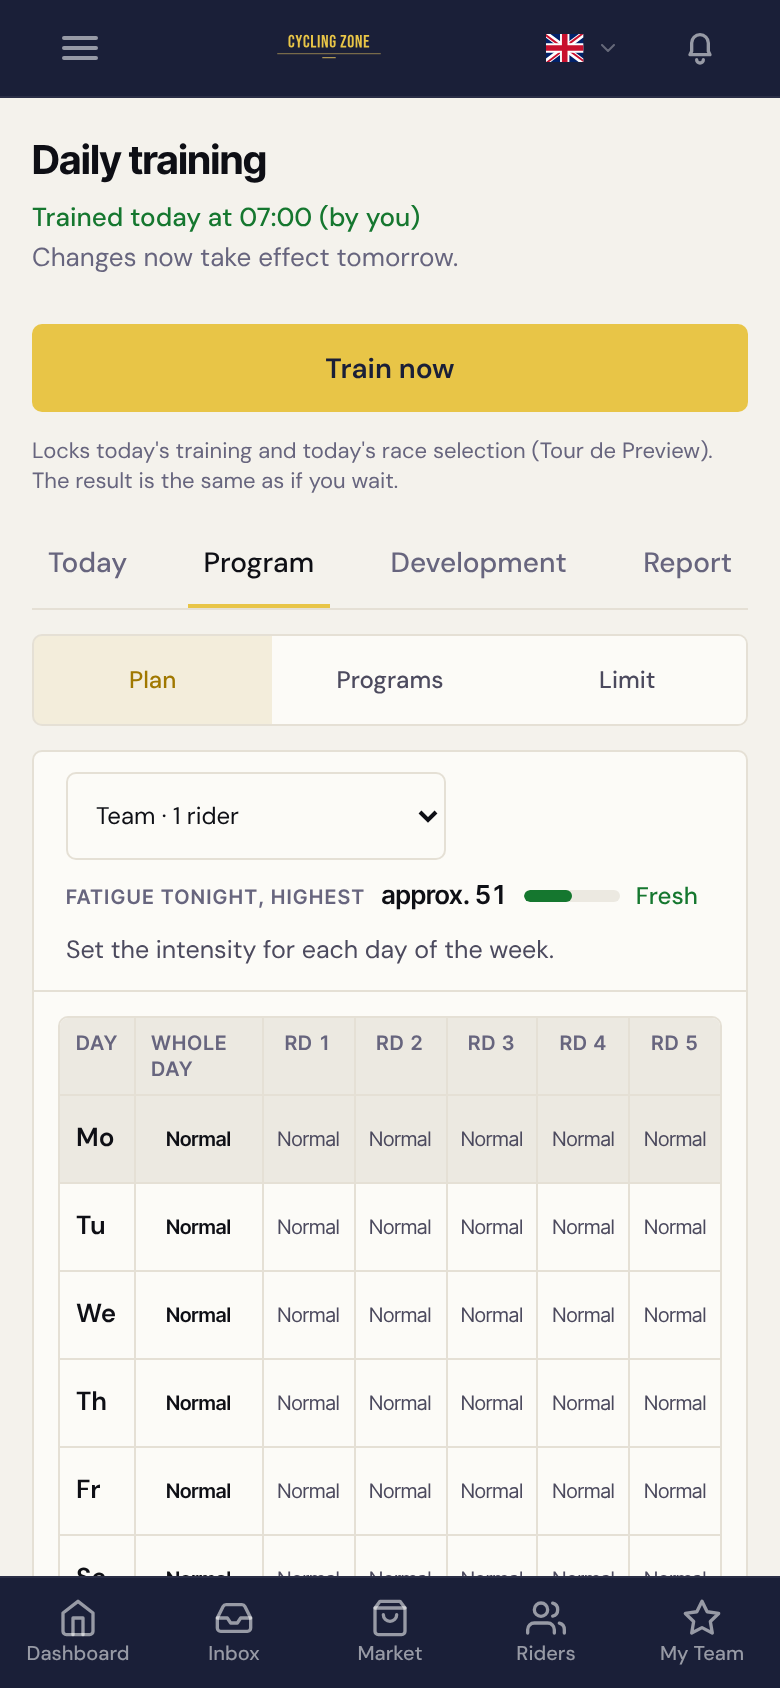 CYCLING ZONE
Daily training
Trained today at 07:00 (by you)
Changes now take effect tomorrow.
Train now
Locks today's training and today's race selection (Tour de Preview).
The result is the same as if you wait.
Today Program Development Report
Plan Programs Limit
Team · 1 rider
FATIGUE TONIGHT, HIGHEST approx. 51 Fresh
Set the intensity for each day of the week.
DAY WHOLE DAY RD 1 RD 2 RD 3 RD 4 RD 5
Mo Normal Normal Normal Normal Normal Normal
Tu Normal Normal Normal Normal Normal Normal
We Normal Normal Normal Normal Normal Normal
Th Normal Normal Normal Normal Normal Normal
Fr Normal Normal Normal Normal Normal Normal
Dashboard Inbox Market Riders My Team